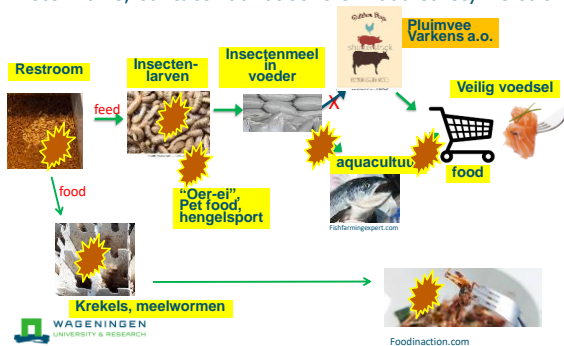 Pluimvee
Varkens a.o.
Insectenmeel
in
voeder
Restroom
Insecten-
larven
Veilig voedsel
feed
X
aquacultuu
food
food
"Oer-ei",
Pet food,
hengelsport
Fishfarmingexpert.com
Krekels, meelwormen
WAGENINGEN
UNIVERSITY & RESEARCH
Foodinaction.com